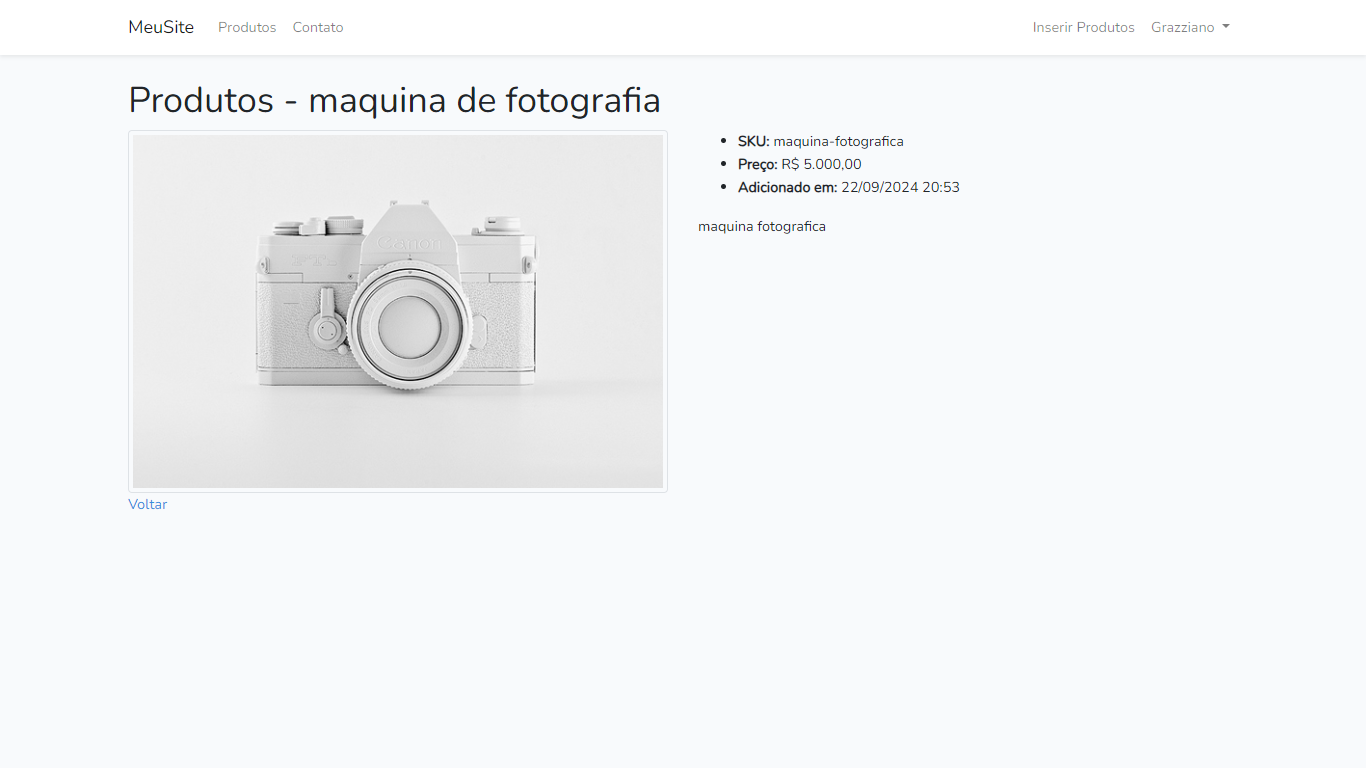 MeuSite Produtos Contato Inserir Produtos Grazziano
Produtos - maquina de fotografia
Canon
SKU: maquina-fotografica
Preço: R$ 5.000,00
Adicionado em: 22/09/2024 20:53
maquina fotografica
Voltar